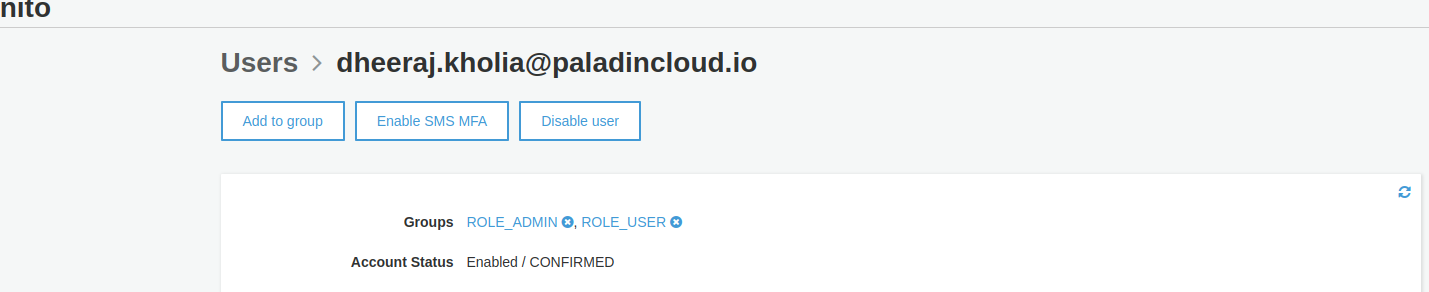 nito
Users > dheeraj.kholia@paladincloud.io
Add to group Enable SMS MFA Disable user
Groups ROLE_ADMIN, ROLE_USER
Account Status Enabled / CONFIRMED